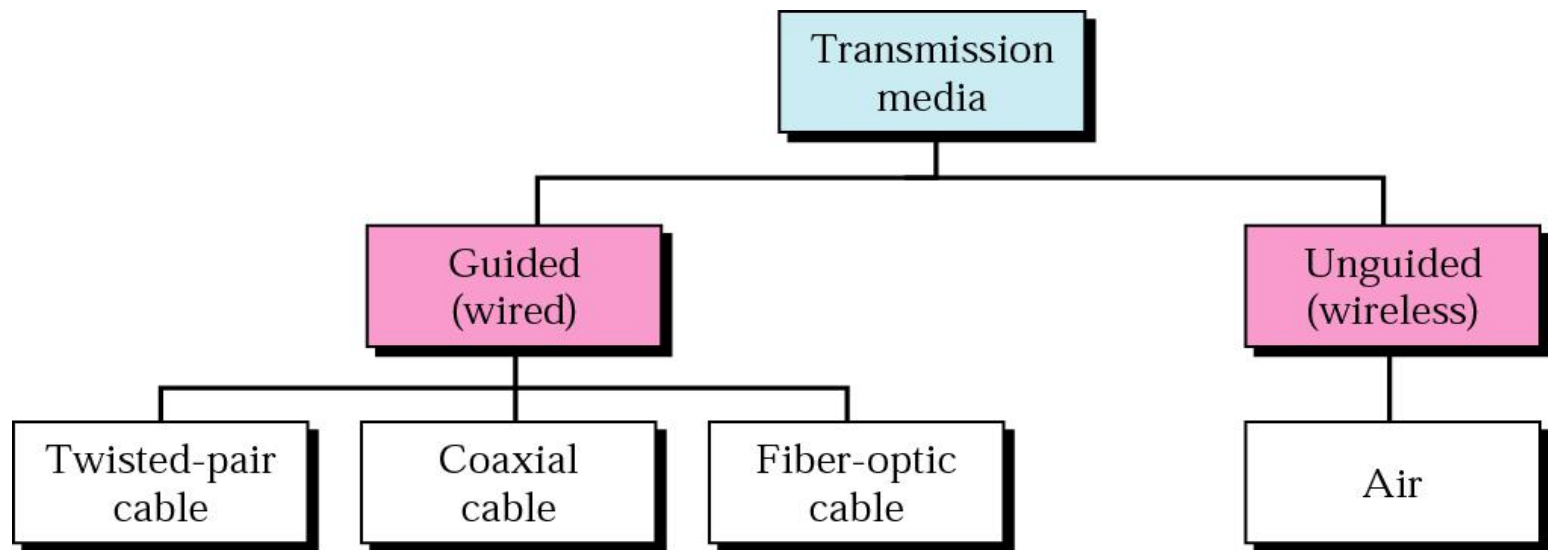 Transmission
media
Guided
(wired)
Unguided
(wireless)
Twisted-pair
cable
Coaxial
cable
Fiber-optic
cable
Air